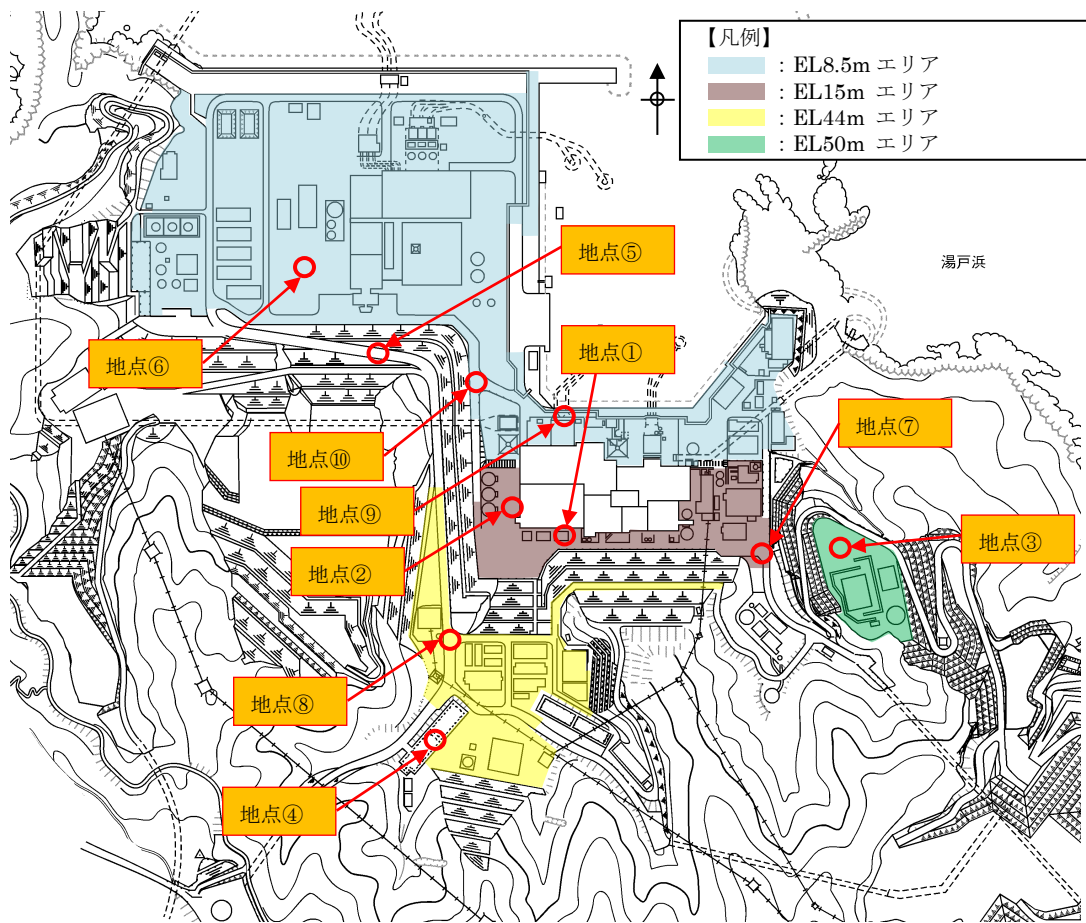 【凡例】
：EL8.5m エリア
：EL15m エリア
：EL44m エリア
：EL50m エリア
地点⑤
湯戸浜
地点①
地点⑥
地点⑦
地点⑩
地点⑨
地点③
地点②
地点⑧
地点④